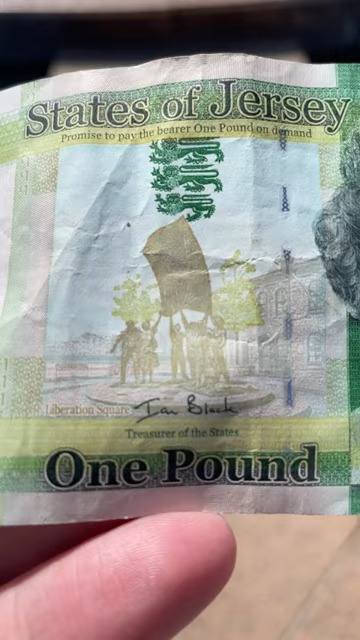 States of Jersey
Promise to pay the bearer One Pound on demand
Liberation Square Ian Black
Treasurer of the States
One Pound